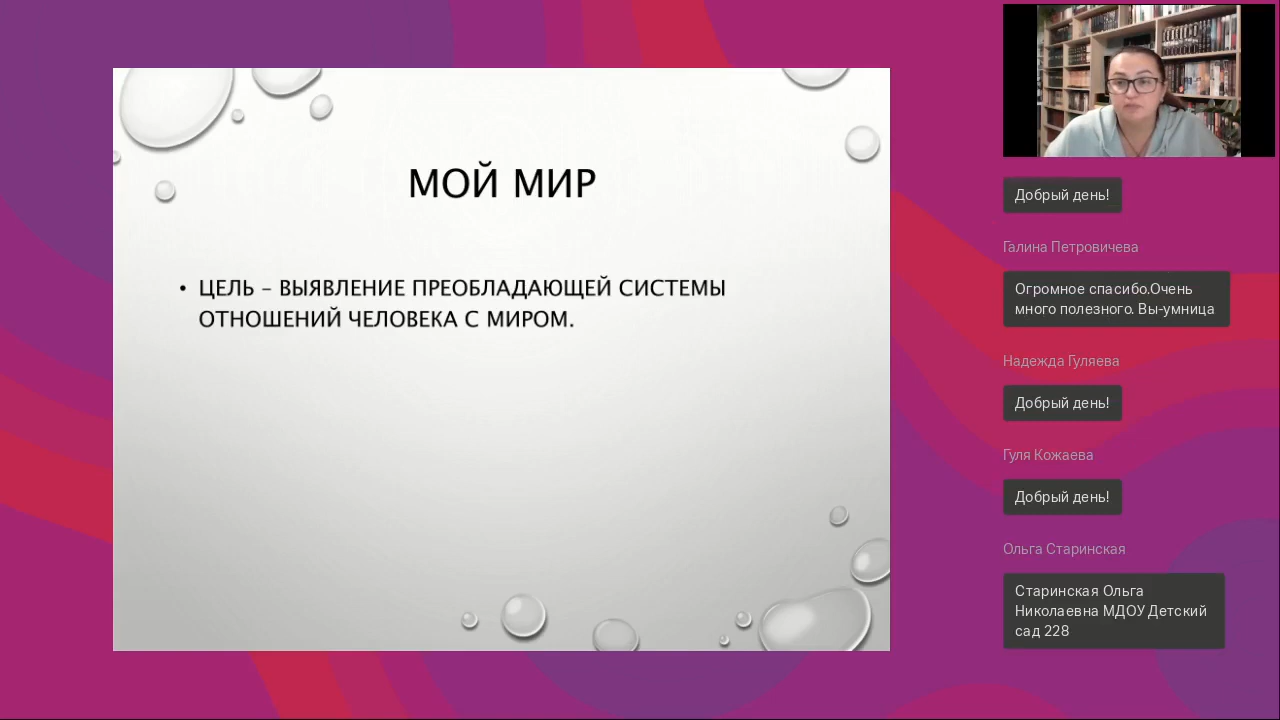 МОЙ МИР
• ЦЕЛЬ – ВЫЯВЛЕНИЕ ПРЕОБЛАДАЮЩЕЙ СИСТЕМЫ
ОТНОШЕНИЙ ЧЕЛОВЕКА С МИРОМ.
Добрый день!
Галина Петровичева
Огромное спасибо.Очень
много полезного. Вы-умница
Надежда Гуляева
Добрый день!
Гуля Кожаева
Добрый день!
Ольга Старинская
Старинская Ольга
Николаевна МДОУ Детский
сад 228